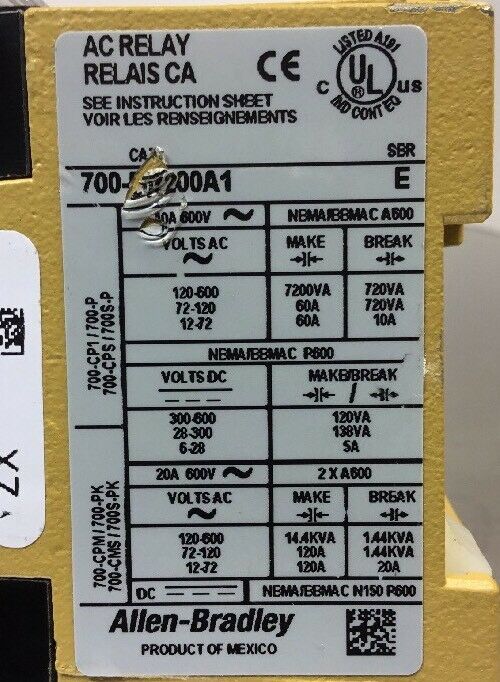 AC RELAY
RELAIS CA
SEE INSTRUCTION SHEET
VOIR LES RENSEIGNEMENTS
CE
LISTED A191
C UL US
®
IND CONT EQ
SER
700- 200A1 E
600V NEMA/EEMAC A600
VOLTS AC MAKE BREAK
120-600 7200VA 720VA
72-120 60A 720VA
12-72 60A 10A
700-CP1 / 700-P
700-CPS / 700S-P
NEMA/EEMAC P600
VOLTS DC MAKE/BREAK
/
300-600 120VA
28-300 138VA
6-28 5A
20A 600V 2 X A600
VOLTS AC MAKE BREAK
120-600 14.4KVA 1.44KVA
72-120 120A 1.44KVA
12-72 120A 20A
700-CPM / 700-PK
700-CMS / 700S-PK
DC NEMA/EEMAC N150 P600
Allen-Bradley
PRODUCT OF MEXICO